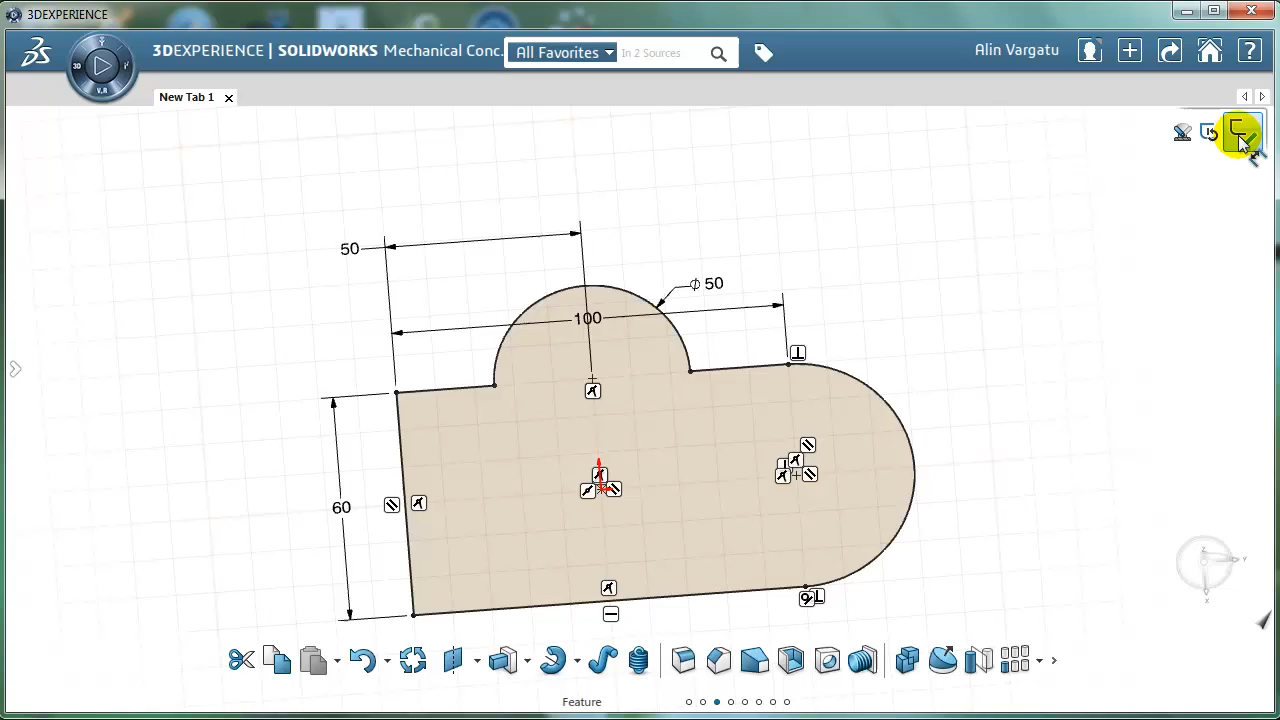 3DEXPERIENCE
3DEXPERIENCE | SOLIDWORKS Mechanical Conc.
All Favorites
In 2 Sources
Alin Vargatu
3D
V.R
New Tab 1
50
⌀ 50
100
60
Feature